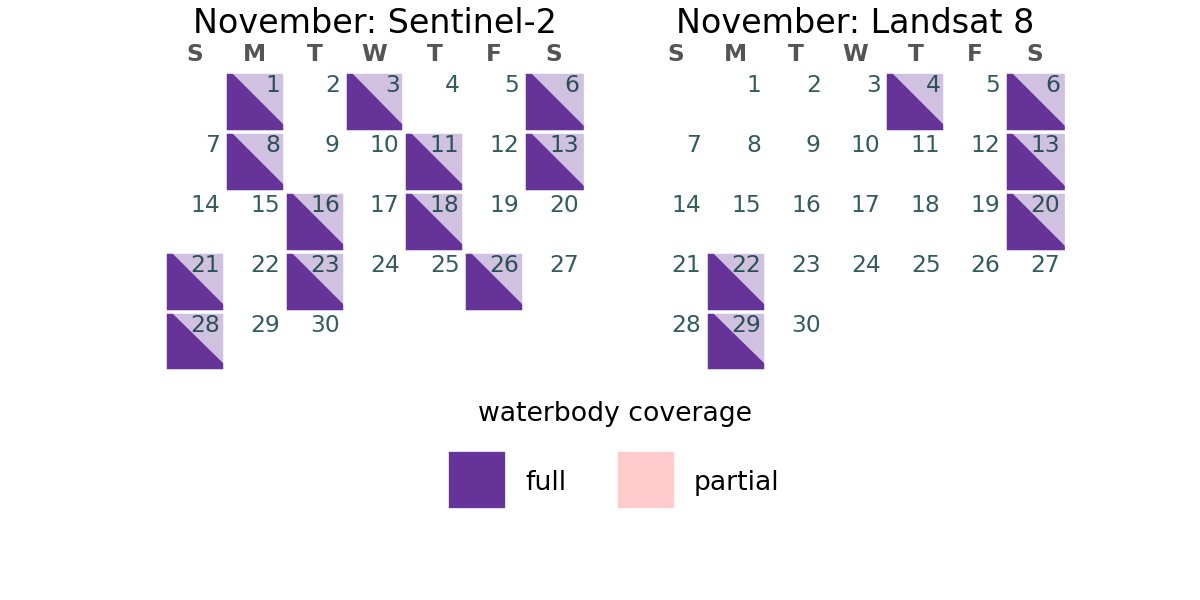 November: Sentinel-2
S M T W T F S
1 2 3 4 5 6
7 8 9 10 11 12 13
14 15 16 17 18 19 20
21 22 23 24 25 26 27
28 29 30
November: Landsat 8
S M T W T F S
1 2 3 4 5 6
7 8 9 10 11 12 13
14 15 16 17 18 19 20
21 22 23 24 25 26 27
28 29 30
waterbody coverage
full partial